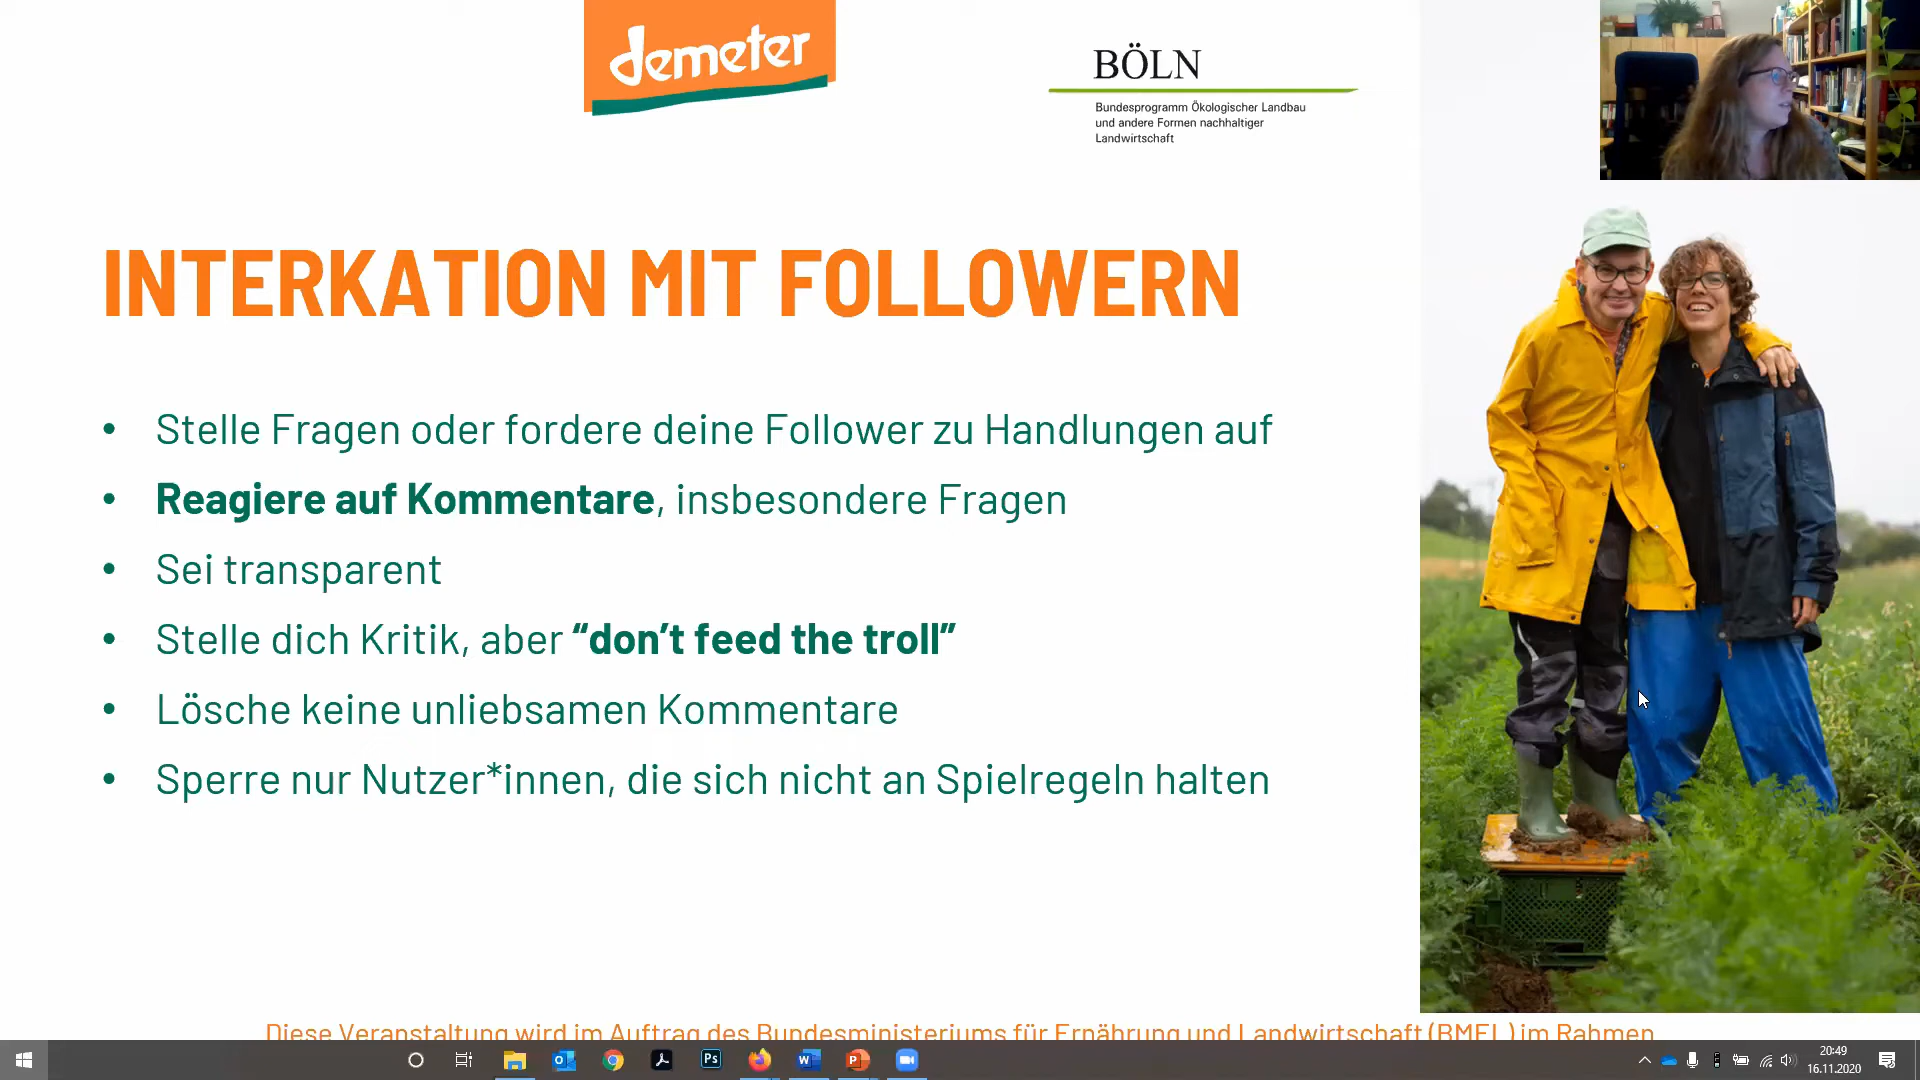 demeter
BÖLN
Bundesprogramm Ökologischer Landbau
und andere Formen nachhaltiger
Landwirtschaft
INTERKATION MIT FOLLOWERN
• Stelle Fragen oder fordere deine Follower zu Handlungen auf
• Reagiere auf Kommentare, insbesondere Fragen
• Sei transparent
• Stelle dich Kritik, aber “don’t feed the troll”
• Lösche keine unliebsamen Kommentare
• Sperre nur Nutzer*innen, die sich nicht an Spielregeln halten
Diese Veranstaltung wird im Auftrag des Bundesministeriums für Ernährung und Landwirtschaft (BMEL) im Rahmen
Ps
20:49
16.11.2020